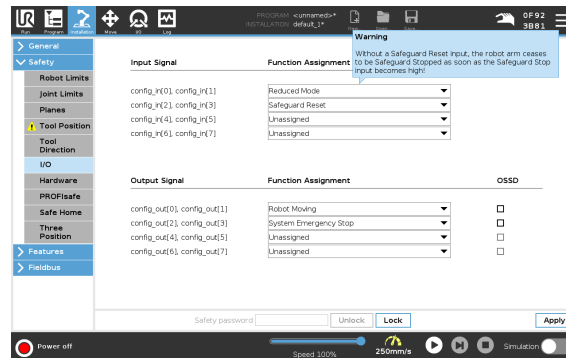 PROGRAM <unnamed>*
INSTALLATION default_1*
0F92
3B81
Run Program Installation Move I/O Log
Warning
Without a Safeguard Reset input, the robot arm ceases
to be Safeguard Stopped as soon as the Safeguard Stop
input becomes high!
General
Safety
Robot Limits
Joint Limits
Planes
Tool Position
Tool
Direction
I/O
Hardware
PROFIsafe
Safe Home
Three
Position
Features
Fieldbus
Input Signal Function Assignment
config_in[0], config_in[1] Reduced Mode
config_in[2], config_in[3] Safeguard Reset
config_in[4], config_in[5] Unassigned
config_in[6], config_in[7] Unassigned
Output Signal Function Assignment OSSD
config_out[0], config_out[1] Robot Moving
config_out[2], config_out[3] System Emergency Stop
config_out[4], config_out[5] Unassigned
config_out[6], config_out[7] Unassigned
Safety password Unlock Lock Apply
Power off
Speed 100%
250mm/s
Simulation